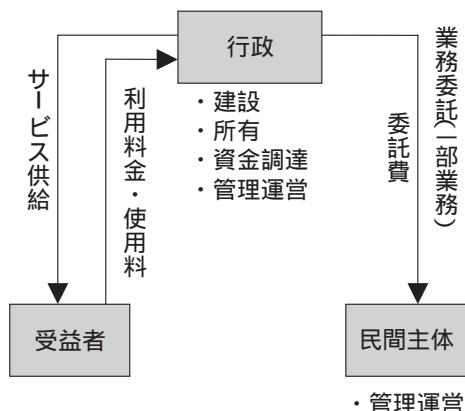 行政
・建設
・所有
・資金調達
・管理運営
サービス供給
利用料金・使用料
委託費
業務委託(一部業務)
受益者
民間主体
・管理運営